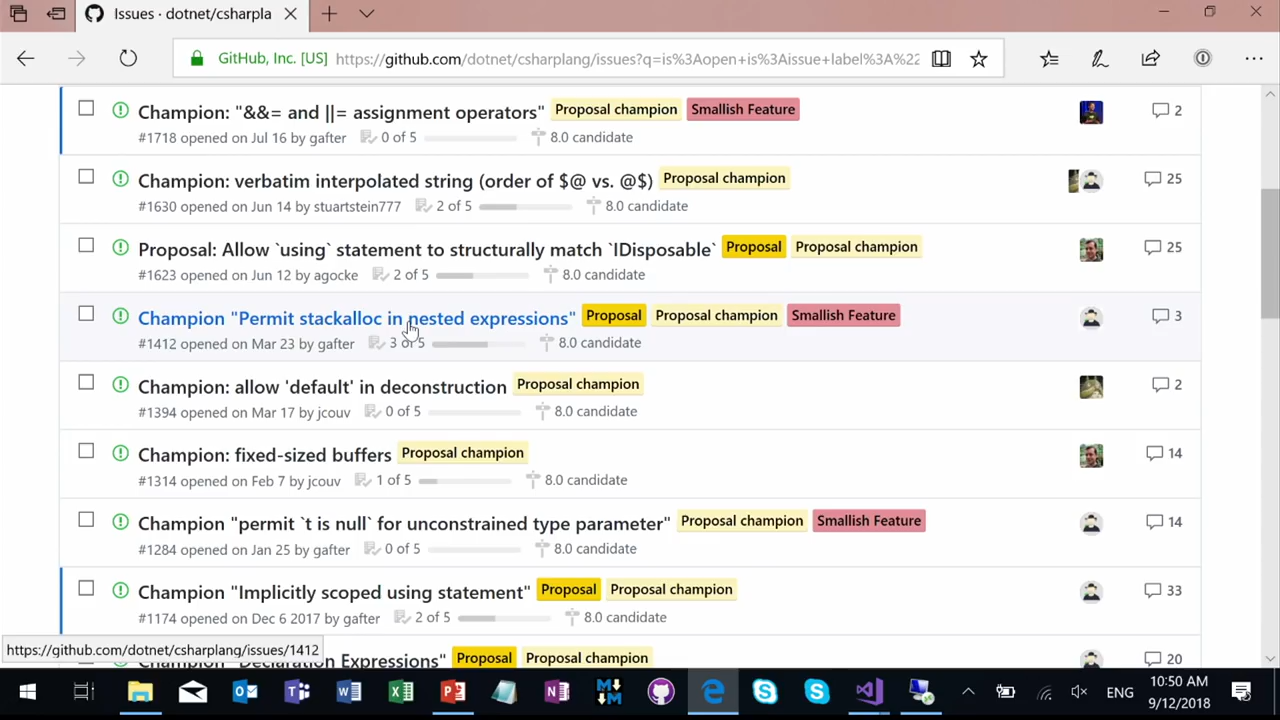 Issues · dotnet/csharpla
GitHub, Inc. [US] https://github.com/dotnet/csharplang/issues?q=is%3Aopen+is%3Aissue+label%3A%22
Champion: "&&= and ||= assignment operators" Proposal champion Smallish Feature
2
#1718 opened on Jul 16 by gafter 0 of 5 8.0 candidate
Champion: verbatim interpolated string (order of $@ vs. @$) Proposal champion
25
#1630 opened on Jun 14 by stuartstein777 2 of 5 8.0 candidate
Proposal: Allow `using` statement to structurally match `IDisposable` Proposal Proposal champion
25
#1623 opened on Jun 12 by agocke 2 of 5 8.0 candidate
Champion "Permit stackalloc in nested expressions" Proposal Proposal champion Smallish Feature
3
#1412 opened on Mar 23 by gafter 3 of 5 8.0 candidate
Champion: allow 'default' in deconstruction Proposal champion
2
#1394 opened on Mar 17 by jcouv 0 of 5 8.0 candidate
Champion: fixed-sized buffers Proposal champion
14
#1314 opened on Feb 7 by jcouv 1 of 5 8.0 candidate
Champion "permit `t is null` for unconstrained type parameter" Proposal champion Smallish Feature
14
#1284 opened on Jan 25 by gafter 0 of 5 8.0 candidate
Champion "Implicitly scoped using statement" Proposal Proposal champion
33
#1174 opened on Dec 6 2017 by gafter 2 of 5 8.0 candidate
https://github.com/dotnet/csharplang/issues/1412
"Declaration Expressions" Proposal Proposal champion
20
ENG
10:50 AM
9/12/2018